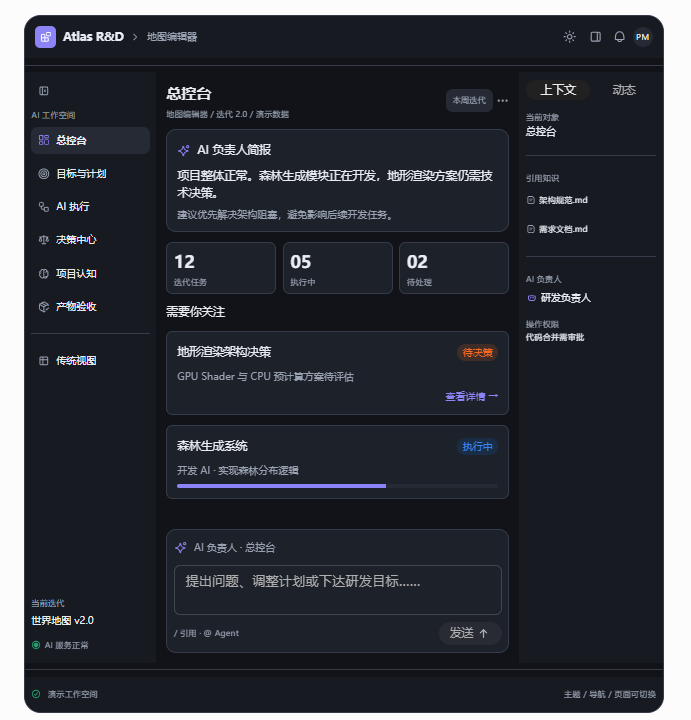 Atlas R&D > 地图编辑器
PM
AI 工作空间
总控台
目标与计划
AI 执行
决策中心
项目认知
产物验收
传统视图
当前迭代
世界地图 v2.0
AI 服务正常
总控台
地图编辑器 / 迭代 2.0 / 演示数据
本周迭代
AI 负责人简报
项目整体正常。森林生成模块正在开发，地形渲染方案仍需技
术决策。
建议优先解决架构阻塞，避免影响后续开发任务。
12
迭代任务
05
执行中
02
待处理
需要你关注
地形渲染架构决策
待决策
GPU Shader 与 CPU 预计算方案待评估
查看详情 →
森林生成系统
执行中
开发 AI · 实现森林分布逻辑
AI 负责人 · 总控台
提出问题、调整计划或下达研发目标……
/ 引用 · @ Agent
发送 ↑
上下文
动态
当前对象
总控台
引用知识
架构规范.md
需求文档.md
AI 负责人
研发负责人
操作权限
代码合并需审批
演示工作空间
主题 / 导航 / 页面可切换